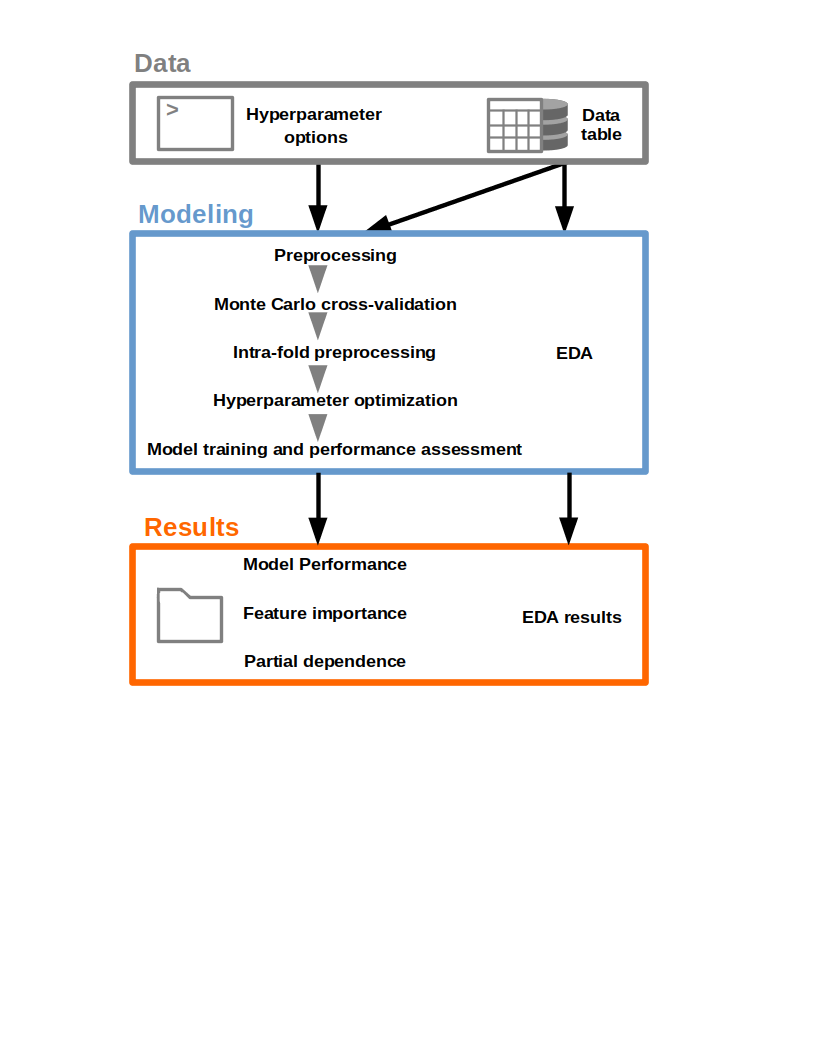 Data
>
Hyperparameter
options
Data
table
Modeling
Preprocessing
Monte Carlo cross-validation
Intra-fold preprocessing
Hyperparameter optimization
Model training and performance assessment
EDA
Results
Model Performance
Feature importance
Partial dependence
EDA results